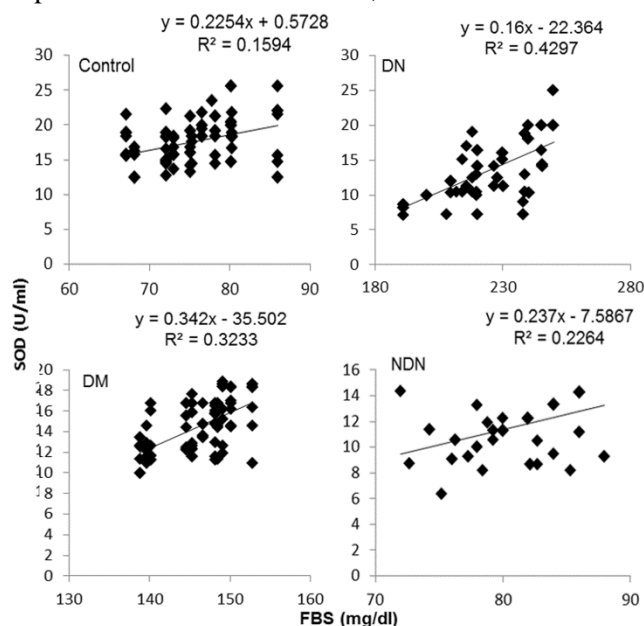 y = 0.2254x + 0.5728
R² = 0.1594
Control
30
25
20
15
10
5
0
60 70 80 90
y = 0.16x - 22.364
R² = 0.4297
DN
30
25
20
15
10
5
0
180 230 280
SOD (U/ml)
y = 0.342x - 35.502
R² = 0.3233
DM
20
18
16
14
12
10
8
6
4
2
0
130 140 150 160
y = 0.237x - 7.5867
R² = 0.2264
NDN
16
14
12
10
8
6
4
2
0
70 80 90
FBS (mg/dl)